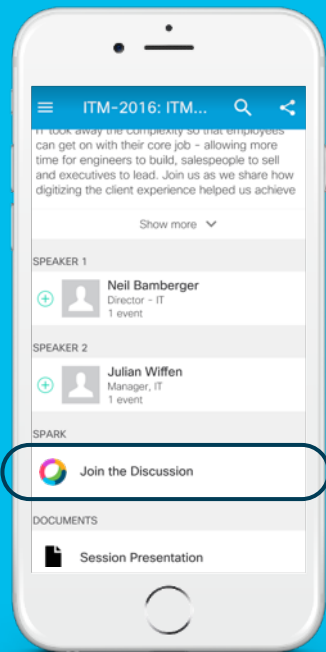 ITM-2016: ITM...
IT took away the complexity so that employees
can get on with their core job - allowing more
time for engineers to build, salespeople to sell
and executives to lead. Join us as we share how
digitizing the client experience helped us achieve
Show more
SPEAKER 1
Neil Bamberger
Director - IT
1 event
SPEAKER 2
Julian Wiffen
Manager, IT
1 event
SPARK
Join the Discussion
DOCUMENTS
Session Presentation